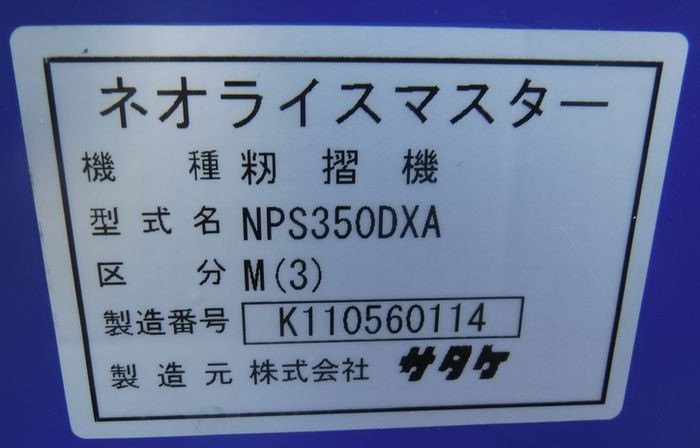 ネオライスマスター
機種 籾摺機
型式名 NPS350DXA
区分 M(3)
製造番号 K110560114
製造元 株式会社 サタケ